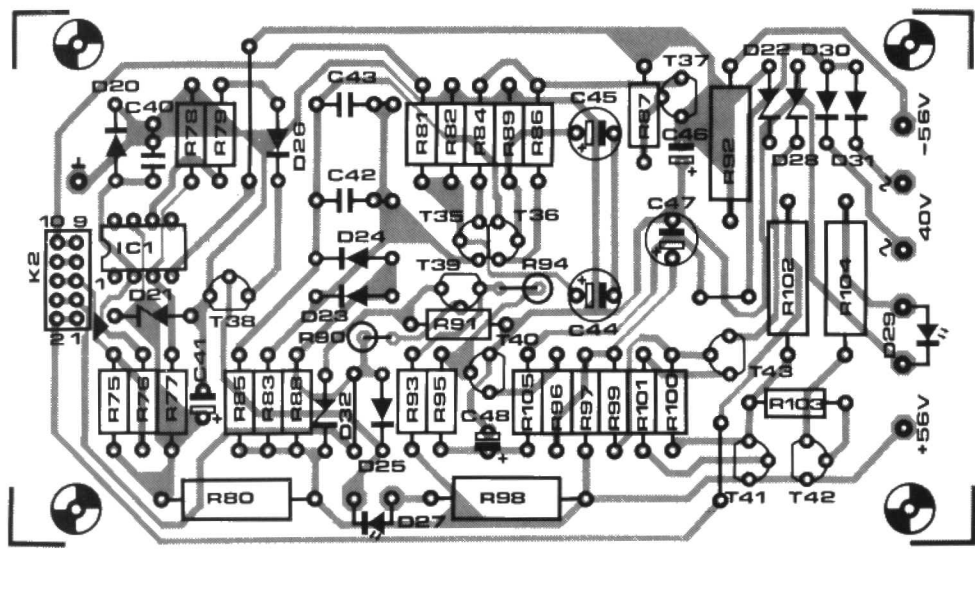 T37
D22 D30
D20
C43
C40
R78
R79
D26
R81
R82
R84
R89
R86
C45
R87
C46
R92
D28
D31
-56V
+
~
40V
~
C42
10 9
K2
IC1
1
2 1
D21
T38
T35
T36
C47
D24
T39
R94
D23
R90
R91
C44
T40
R102
R104
D29
T43
C41
R75
R76
R77
R85
R83
R88
D32
D25
R93
R95
C48
+
R105
R96
R97
R99
R101
R100
R103
+56V
R80
D27
R98
T41
T42